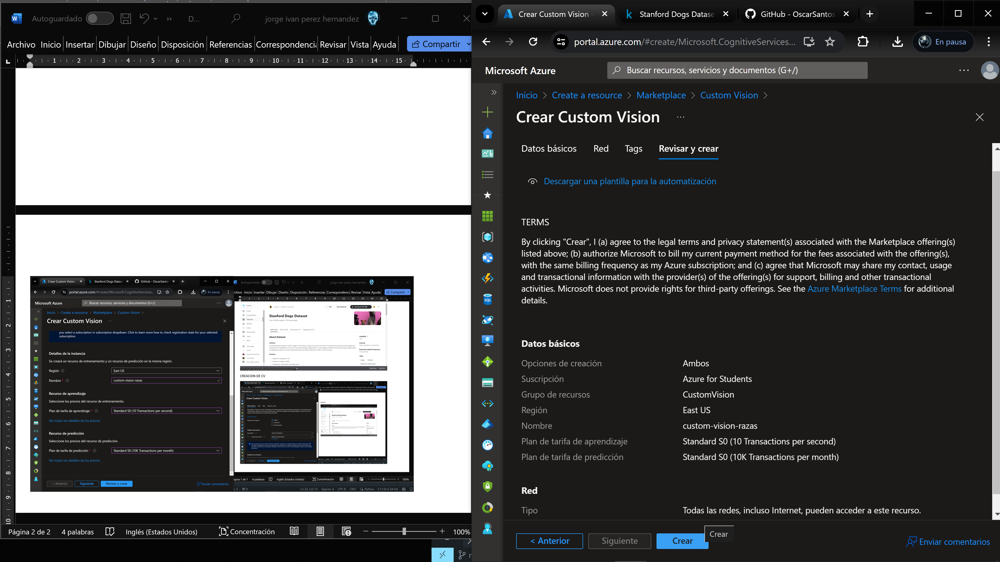 Autoguardado
D...
jorge ivan perez hernandez
Archivo Inicio Insertar Dibujar Diseño Disposición Referencias Correspondencia Revisar Vista Ayuda Compartir
1 2 3 4 5 6 7 8 9 10 11 12 13 14 15
Crear Custom Vision Stanford Dogs Datase GitHub - OscarSanto
portal.azure.com/#create/Microsoft.CognitiveServices... En pausa
Microsoft Azure Buscar recursos, servicios y documentos (G+/)
Inicio > Create a resource > Marketplace > Custom Vision >
Crear Custom Vision ...
you select a subscription in subscription dropdown. Click to learn more how to check registration state for your selected
subscription.
Detalles de la instancia
Se creará un recurso de entrenamiento y un recurso de predicción en la misma región.
Región East US
Nombre * custom-vision-razas
Recurso de aprendizaje
Seleccione los precios del recurso de entrenamiento.
Plan de tarifa de aprendizaje * Standard S0 (10 Transactions per second)
Ver todos los detalles de los precios
Recurso de predicción
Seleccione los precios del recurso de predicción.
Plan de tarifa de predicción * Standard S0 (10K Transactions per month)
Ver todos los detalles de los precios
< Anterior Siguiente Revisar y crear Enviar comentarios
Autoguardado D... jorge ivan perez hernandez
Inicio Insertar Dibujar Diseño Disposición Referencias Correspondenci Revisar Vista Ayuda Compartir
Stanford Dogs Dataset
About Dataset
CREACION DE CV
Crear Custom Vision
4 palabras Inglés (Estados Unidos) Concentración 100%
Ln 22, Col 13 Spaces: 4 UTF-8 CRLF Python 3.11.0rc2 64-bit
Página 2 de 2 4 palabras Inglés (Estados Unidos) Concentración 100%
Crear Custom Vision - Stanford Dogs Datase GitHub - OscarSantos
portal.azure.com/#create/Microsoft.CognitiveServices... En pausa
Microsoft Azure Buscar recursos, servicios y documentos (G+/) ...
Inicio > Create a resource > Marketplace > Custom Vision >
Crear Custom Vision ...
Datos básicos Red Tags Revisar y crear
Descargar una plantilla para la automatización
TERMS
By clicking "Crear", I (a) agree to the legal terms and privacy statement(s) associated with the Marketplace offering(s)
listed above; (b) authorize Microsoft to bill my current payment method for the fees associated with the offering(s),
with the same billing frequency as my Azure subscription; and (c) agree that Microsoft may share my contact, usage
and transactional information with the provider(s) of the offering(s) for support, billing and other transactional
activities. Microsoft does not provide rights for third-party offerings. See the Azure Marketplace Terms for additional
details.
Datos básicos
Opciones de creación Ambos
Suscripción Azure for Students
Grupo de recursos CustomVision
Región East US
Nombre custom-vision-razas
Plan de tarifa de aprendizaje Standard S0 (10 Transactions per second)
Plan de tarifa de predicción Standard S0 (10K Transactions per month)
Red
Tipo Todas las redes, incluso Internet, pueden acceder a este recurso.
< Anterior Siguiente Crear
Crear
Enviar comentarios